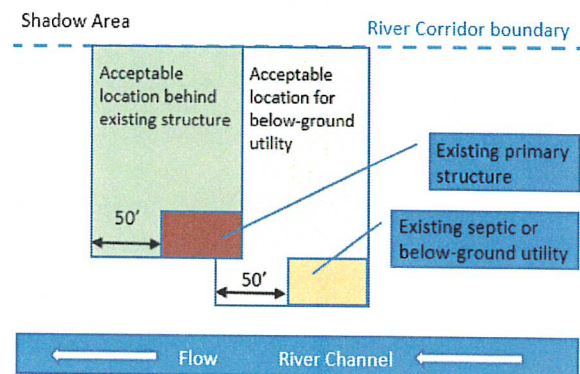 Shadow Area
River Corridor boundary
Acceptable
location behind
existing structure
Acceptable
location for
below-ground
utility
Existing primary
structure
50’
Existing septic or
below-ground utility
50’
Flow
River Channel